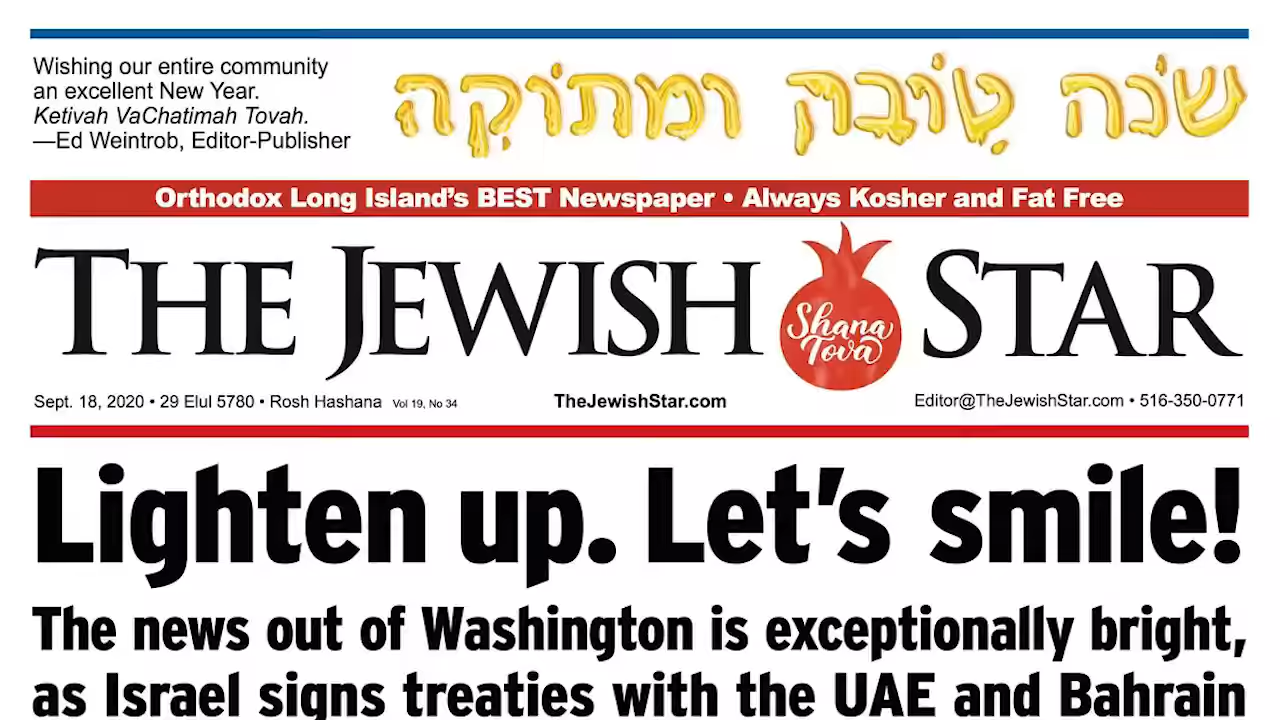 Wishing our entire community
an excellent New Year.
Ketivah VaChatimah Tovah.
—Ed Weintrob, Editor-Publisher
שׁנֹה טֽוֹבֽה וּמתוֹקֽה
Orthodox Long Island's BEST Newspaper • Always Kosher and Fat Free
THE JEWISH STAR
Shana
Tova
Sept. 18, 2020 • 29 Elul 5780 • Rosh Hashana Vol 19, No 34
TheJewishStar.com
Editor@TheJewishStar.com • 516-350-0771
Lighten up. Let's smile!
The news out of Washington is exceptionally bright,
as Israel signs treaties with the UAE and Bahrain